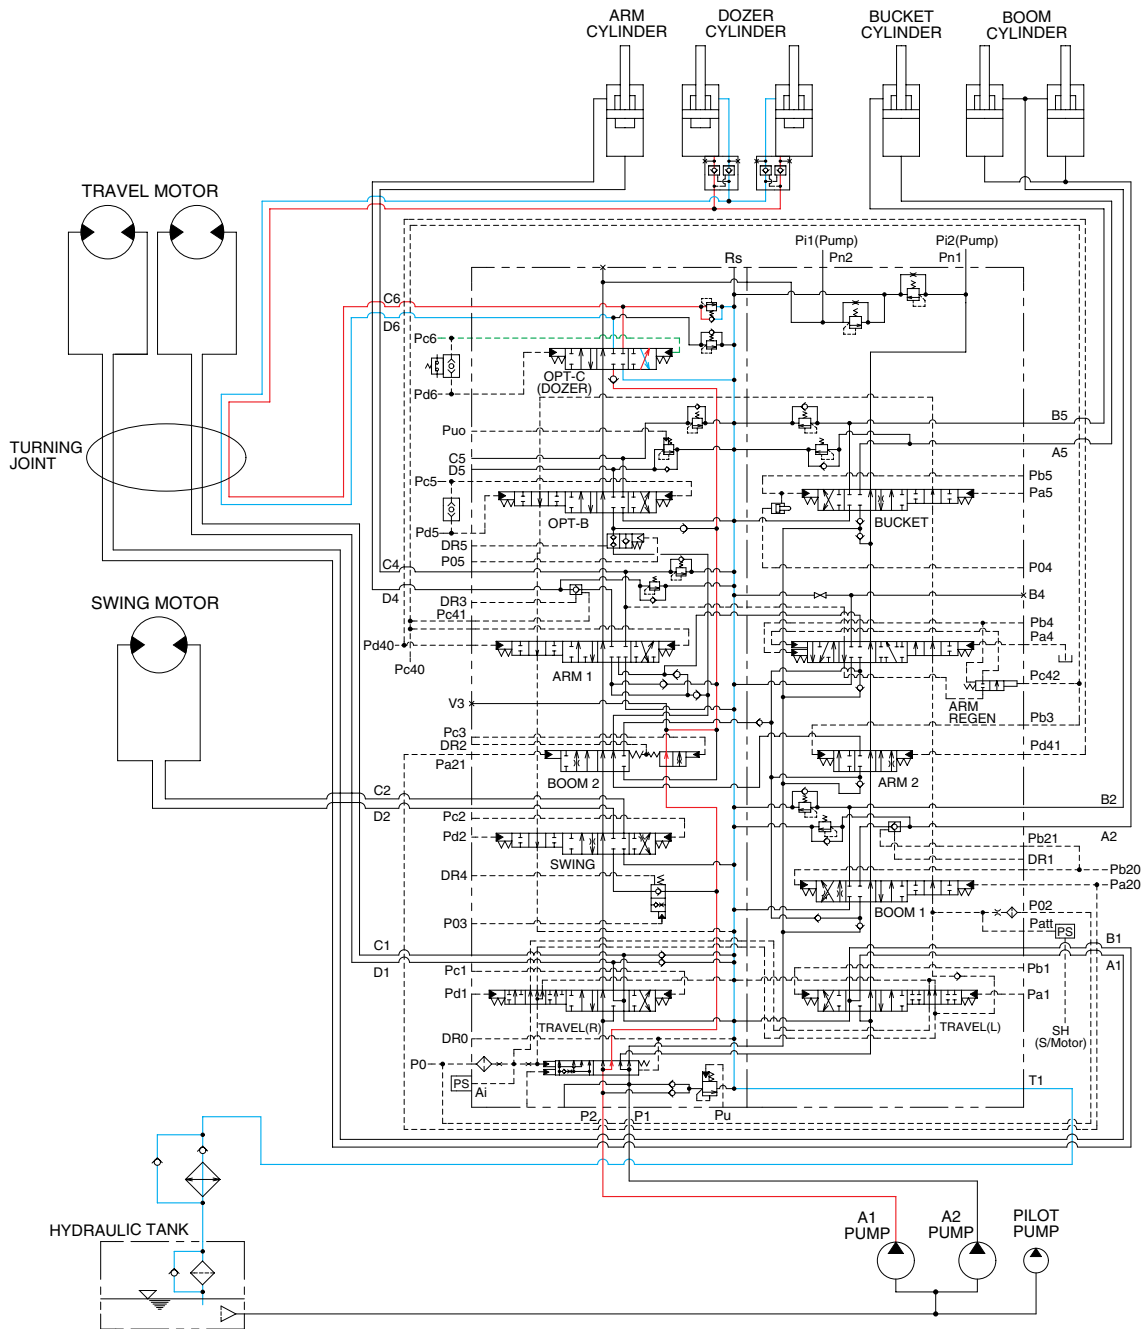 ARM
CYLINDER
DOZER
CYLINDER
BUCKET
CYLINDER
BOOM
CYLINDER
TRAVEL MOTOR
Pi1(Pump)
Pn2
Pi2(Pump)
Pn1
Rs
C6
D6
Pc6
Pd6
OPT-C
(DOZER)
TURNING
JOINT
Puo
C5
D5
Pc5
Pd5
OPT-B
DR5
P05
B5
A5
Pb5
Pa5
BUCKET
P04
C4
D4
DR3
Pc41
Pd40
Pc40
ARM 1
B4
Pb4
Pa4
Pc42
ARM
REGEN
SWING MOTOR
V3
Pc3
DR2
Pa21
BOOM 2
Pb3
Pd41
ARM 2
C2
D2
Pc2
Pd2
SWING
DR4
P03
B2
A2
Pb21
DR1
Pb20
Pa20
BOOM 1
P02
Patt
PS
C1
D1
Pc1
Pd1
TRAVEL(R)
DR0
P0
PS
Ai
B1
A1
Pb1
Pa1
TRAVEL(L)
SH
(S/Motor)
T1
P2
P1
Pu
HYDRAULIC TANK
A1
PUMP
A2
PUMP
PILOT
PUMP